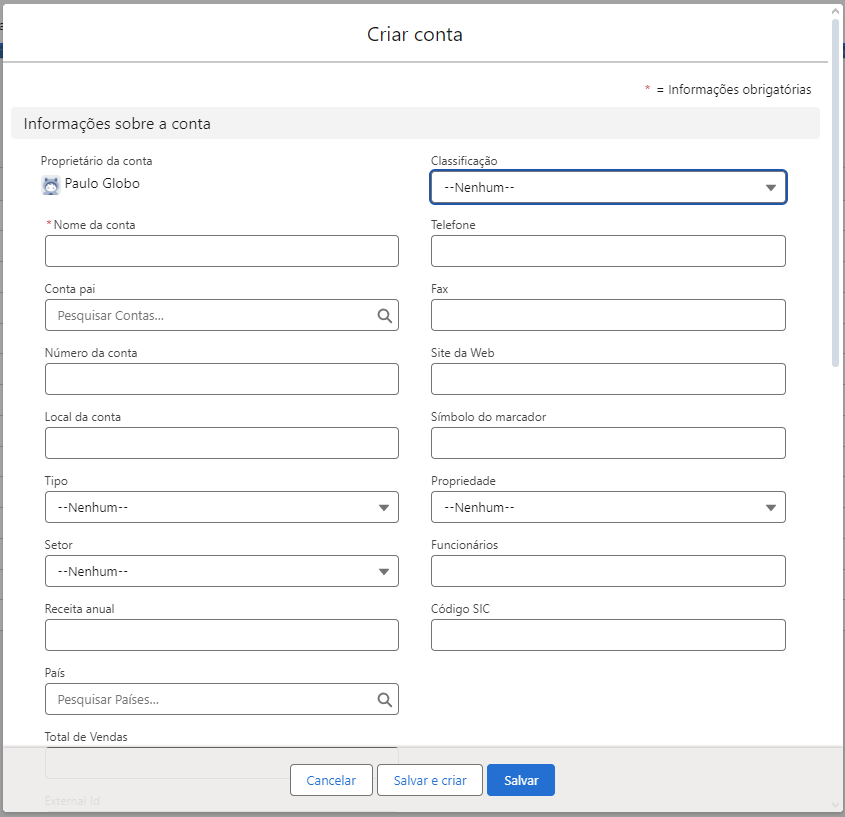 Criar conta
* = Informações obrigatórias
Informações sobre a conta
Proprietário da conta
Paulo Globo
Classificação
--Nenhum--
*Nome da conta
Telefone
Conta pai
Pesquisar Contas...
Fax
Número da conta
Site da Web
Local da conta
Símbolo do marcador
Tipo
--Nenhum--
Propriedade
--Nenhum--
Setor
--Nenhum--
Funcionários
Receita anual
Código SIC
País
Pesquisar Países...
Total de Vendas
External Id
Cancelar
Salvar e criar
Salvar